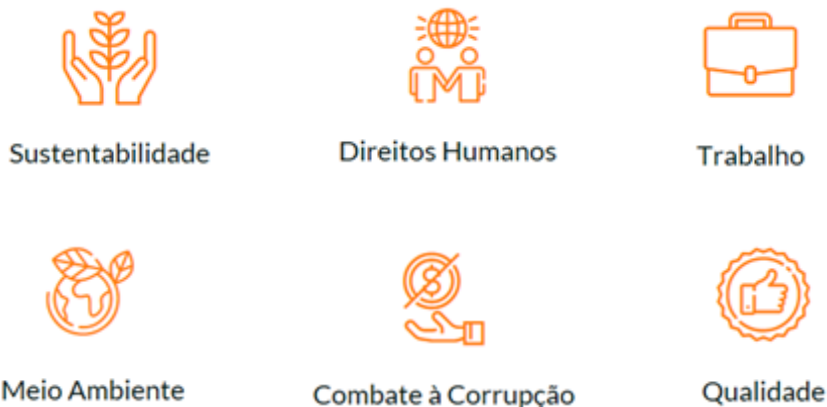 Sustentabilidade
Direitos Humanos
Trabalho
Meio Ambiente
Combate à Corrupção
Qualidade